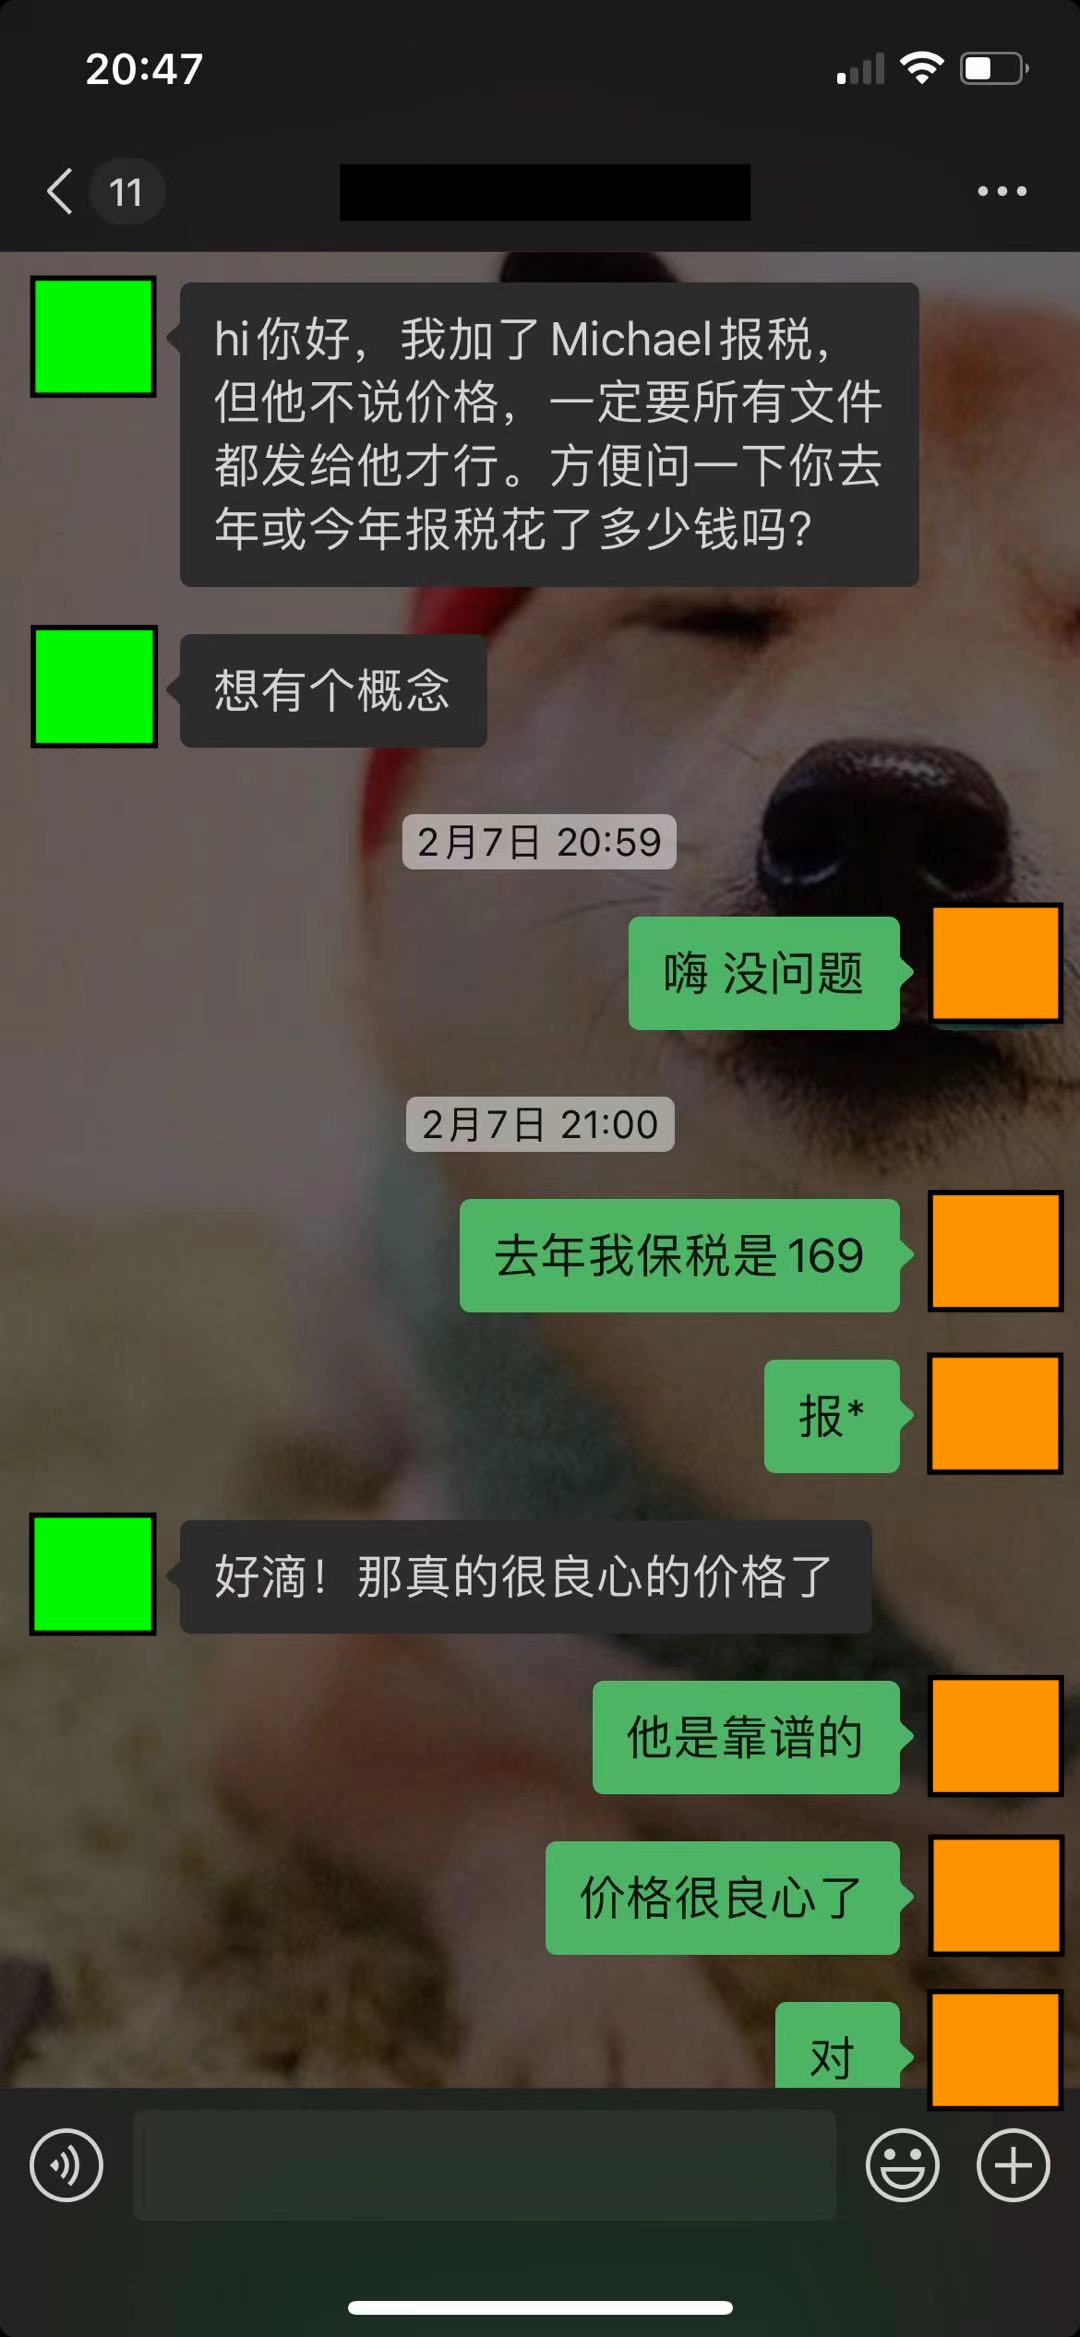 20:47
11
hi你好，我加了Michael报税，
但他不说价格，一定要所有文件
都发给他才行。方便问一下你去
年或今年报税花了多少钱吗？
想有个概念
2月7日 20:59
嗨 没问题
2月7日 21:00
去年我保税是169
报*
好滴！那真的很良心的价格了
他是靠谱的
价格很良心了
对